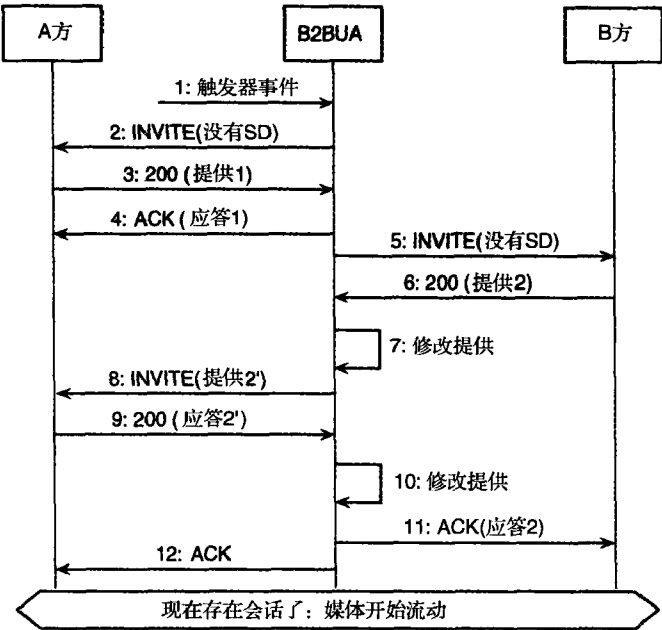 A方
B2BUA
B方
1: 触发器事件
2: INVITE(没有SD)
3: 200 (提供1)
4: ACK ( 应答1)
5: INVITE(没有SD)
6: 200 (提供2)
7: 修改提供
8: INVITE(提供2')
9: 200 ( 应答2')
10: 修改提供
11: ACK(应答2)
12: ACK
现在存在会话了：媒体开始流动